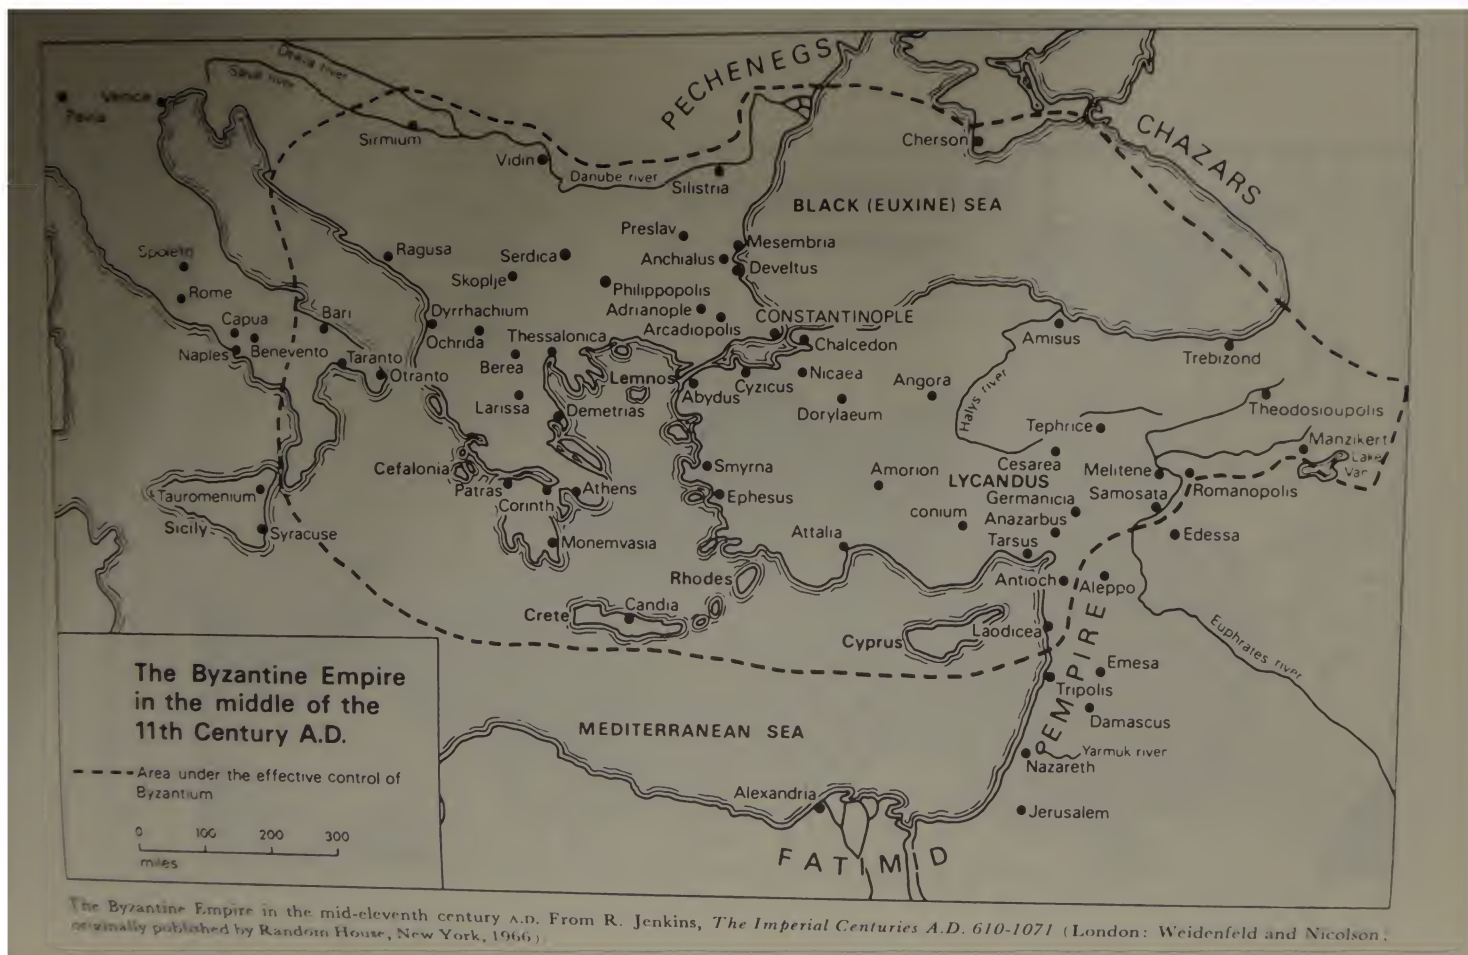 PECHENEGS
Drava river
Sava river
Venice
Pavia
Sirmium
Vidin
Danube river
Silistria
Cherson
CHAZARS
BLACK (EUXINE) SEA
Preslav
Mesembria
Spoleto
Ragusa
Serdica
Anchialus
Develtus
Skoplje
Rome
Philippopolis
Bari
Dyrrhachium
Adrianople
CONSTANTINOPLE
Capua
Ochrida
Thessalonica
Arcadiopolis
Chalcedon
Amisus
Trebizond
Naples
Benevento
Taranto
Berea
Otranto
Lemnos
Abydus
Cyzicus
Nicaea
Angora
Halys river
Larissa
Demetrias
Dorylaeum
Theodosioupolis
Tephrice
Manzikert
Lake
Van
Cefalonia
Smyrna
Amorion
Cesarea
LYCANDUS
Melitene
Tauromenium
Patras
Corinth
Athens
Ephesus
Germanicia
Samosata
Romanopolis
Sicily
Syracuse
Monemvasia
Attalia
conium
Anazarbus
Tarsus
Edessa
Rhodes
Antioch
Aleppo
Crete
Candia
Cyprus
Laodicea
Euphrates river
Emesa
Tripolis
Damascus
EMPIRE
MEDITERRANEAN SEA
Yarmuk river
Nazareth
Alexandria
Jerusalem
FATIMID
The Byzantine Empire
in the middle of the
11th Century A.D.
Area under the effective control of
Byzantium
0 100 200 300
miles
The Byzantine Empire in the mid-eleventh century A.D. From R. Jenkins, The Imperial Centuries A.D. 610-1071 (London: Weidenfeld and Nicolson;
originally published by Random House, New York, 1966).